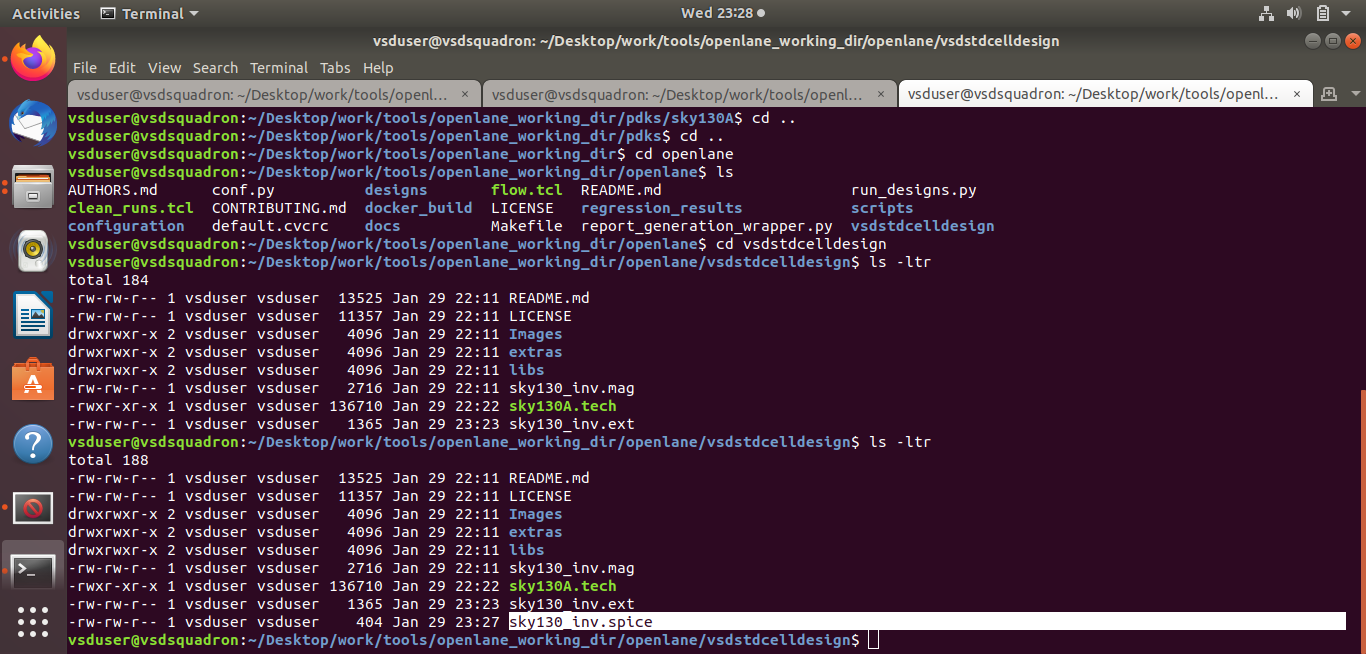 Activities Terminal Wed 23:28
vsduser@vsdsquadron: ~/Desktop/work/tools/openlane_working_dir/openlane/vsdstdcelldesign
File Edit View Search Terminal Tabs Help
vsduser@vsdsquadron: ~/Desktop/work/tools/openl... × vsduser@vsdsquadron: ~/Desktop/work/tools/openl... × vsduser@vsdsquadron: ~/Desktop/work/tools/openl... ×
vsduser@vsdsquadron:~/Desktop/work/tools/openlane_working_dir/pdks/sky130A$ cd ..
vsduser@vsdsquadron:~/Desktop/work/tools/openlane_working_dir/pdks$ cd ..
vsduser@vsdsquadron:~/Desktop/work/tools/openlane_working_dir$ cd openlane
vsduser@vsdsquadron:~/Desktop/work/tools/openlane_working_dir/openlane$ ls
AUTHORS.md conf.py designs flow.tcl README.md run_designs.py
clean_runs.tcl CONTRIBUTING.md docker_build LICENSE regression_results scripts
configuration default.cvcrc docs Makefile report_generation_wrapper.py vsdstdcelldesign
vsduser@vsdsquadron:~/Desktop/work/tools/openlane_working_dir/openlane$ cd vsdstdcelldesign
vsduser@vsdsquadron:~/Desktop/work/tools/openlane_working_dir/openlane/vsdstdcelldesign$ ls -ltr
total 184
-rw-rw-r-- 1 vsduser vsduser 13525 Jan 29 22:11 README.md
-rw-rw-r-- 1 vsduser vsduser 11357 Jan 29 22:11 LICENSE
drwxrwxr-x 2 vsduser vsduser 4096 Jan 29 22:11 Images
drwxrwxr-x 2 vsduser vsduser 4096 Jan 29 22:11 extras
drwxrwxr-x 2 vsduser vsduser 4096 Jan 29 22:11 libs
-rw-rw-r-- 1 vsduser vsduser 2716 Jan 29 22:11 sky130_inv.mag
-rwxr-xr-x 1 vsduser vsduser 136710 Jan 29 22:22 sky130A.tech
-rw-rw-r-- 1 vsduser vsduser 1365 Jan 29 23:23 sky130_inv.ext
vsduser@vsdsquadron:~/Desktop/work/tools/openlane_working_dir/openlane/vsdstdcelldesign$ ls -ltr
total 188
-rw-rw-r-- 1 vsduser vsduser 13525 Jan 29 22:11 README.md
-rw-rw-r-- 1 vsduser vsduser 11357 Jan 29 22:11 LICENSE
drwxrwxr-x 2 vsduser vsduser 4096 Jan 29 22:11 Images
drwxrwxr-x 2 vsduser vsduser 4096 Jan 29 22:11 extras
drwxrwxr-x 2 vsduser vsduser 4096 Jan 29 22:11 libs
-rw-rw-r-- 1 vsduser vsduser 2716 Jan 29 22:11 sky130_inv.mag
-rwxr-xr-x 1 vsduser vsduser 136710 Jan 29 22:22 sky130A.tech
-rw-rw-r-- 1 vsduser vsduser 1365 Jan 29 23:23 sky130_inv.ext
-rw-rw-r-- 1 vsduser vsduser 404 Jan 29 23:27 sky130_inv.spice
vsduser@vsdsquadron:~/Desktop/work/tools/openlane_working_dir/openlane/vsdstdcelldesign$